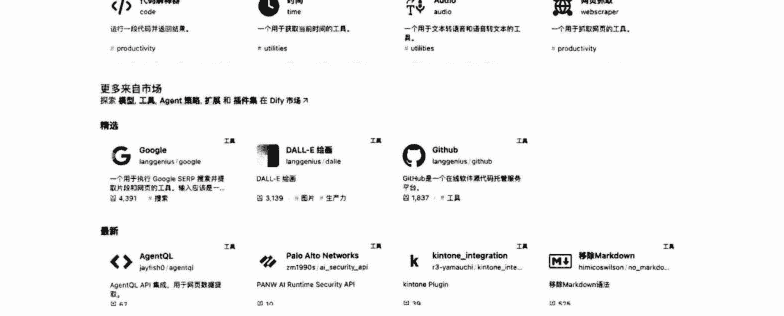 代码解释器 时间 Audio 网页抓取
code time audio webscraper
运行一段代码并返回结果。 一个用于获取当前时间的工具。 一个用于文本转语音和语音转文本的工具。 一个用于抓取网页的工具。
# productivity # utilities # utilities # productivity
更多来自市场
探索 模型, 工具, Agent 策略, 扩展 和 插件集 在 Dify 市场 ↗
精选
工具 工具 工具
Google DALL-E 绘画 Github
langgenius / google langgenius / dalle langgenius / github
一个用于执行 Google SERP 搜索并提取片段和网页的工具。输入应该是一... DALL-E 绘画 GitHub是一个在线软件源代码托管服务平台。
4,391 · # 搜索 3,139 · # 图片 # 生产力 1,837 · # 工具
最新
工具 工具 工具 工具
AgentQL Palo Alto Networks kintone_integration 移除Markdown
jayfish0 / agentql zm1990s / ai_security_api r3-yamauchi / kintone_inte... himicoswilson / no_markdo...
AgentQL API 集成，用于网页数据提取。 PANW AI Runtime Security API kintone Plugin 移除Markdown语法
67 10 39 525